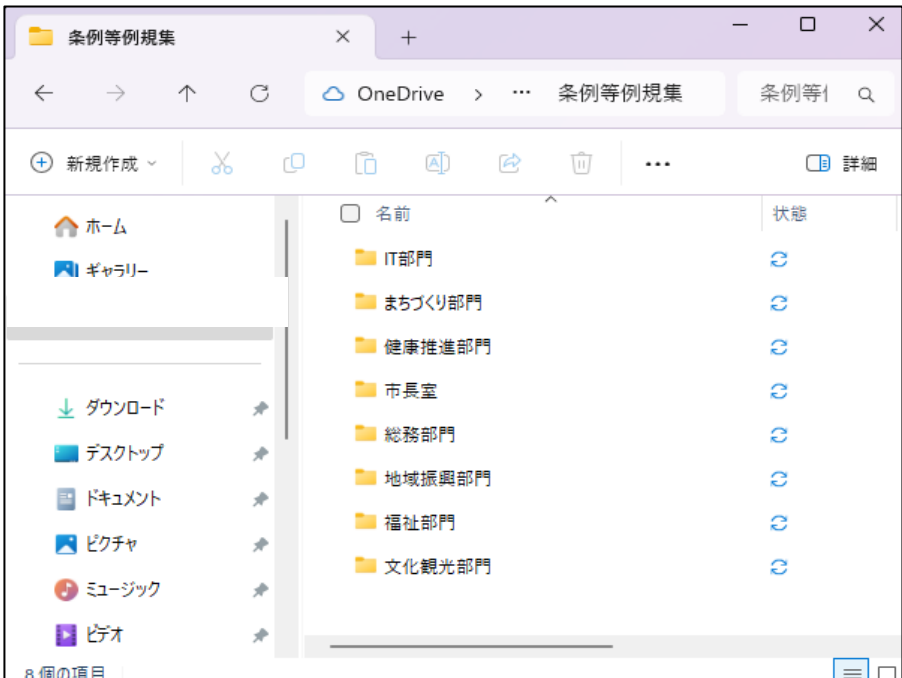 条例等例規集
OneDrive > … 条例等例規集
条例等
新規作成
詳細
ホーム
ギャラリー
ダウンロード
デスクトップ
ドキュメント
ピクチャ
ミュージック
ビデオ
名前 状態
IT部門
まちづくり部門
健康推進部門
市長室
総務部門
地域振興部門
福祉部門
文化観光部門
8 個の項目